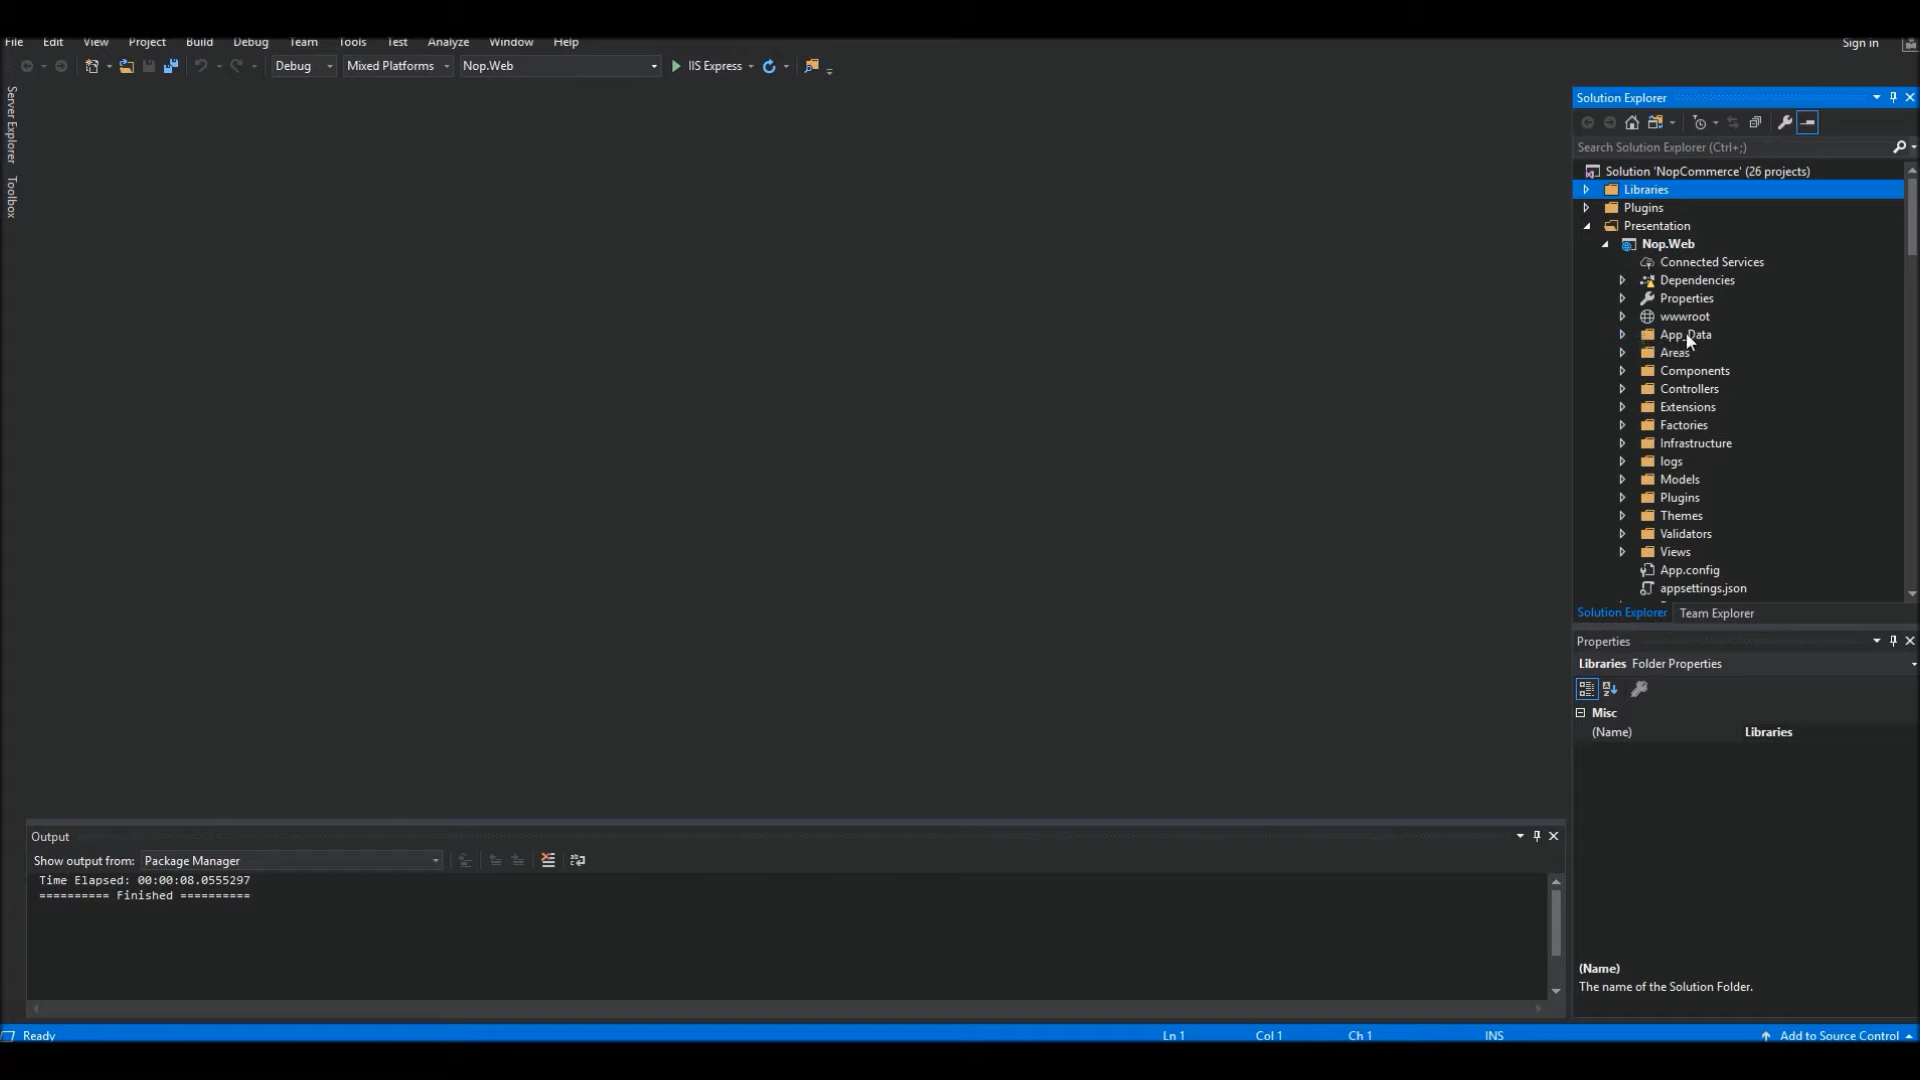 File Edit View Project Build Debug Team Tools Test Analyze Window Help
Sign in
Debug Mixed Platforms Nop.Web IIS Express
Server Explorer
Toolbox
Solution Explorer
Search Solution Explorer (Ctrl+;)
Solution 'NopCommerce' (26 projects)
Libraries
Plugins
Presentation
Nop.Web
Connected Services
Dependencies
Properties
wwwroot
App_Data
Areas
Components
Controllers
Extensions
Factories
Infrastructure
logs
Models
Plugins
Themes
Validators
Views
App.config
appsettings.json
Solution Explorer Team Explorer
Properties
Libraries Folder Properties
Misc
(Name) Libraries
(Name)
The name of the Solution Folder.
Output
Show output from: Package Manager
Time Elapsed: 00:00:08.0555297
========== Finished ==========
Ready Ln 1 Col 1 Ch 1 INS Add to Source Control